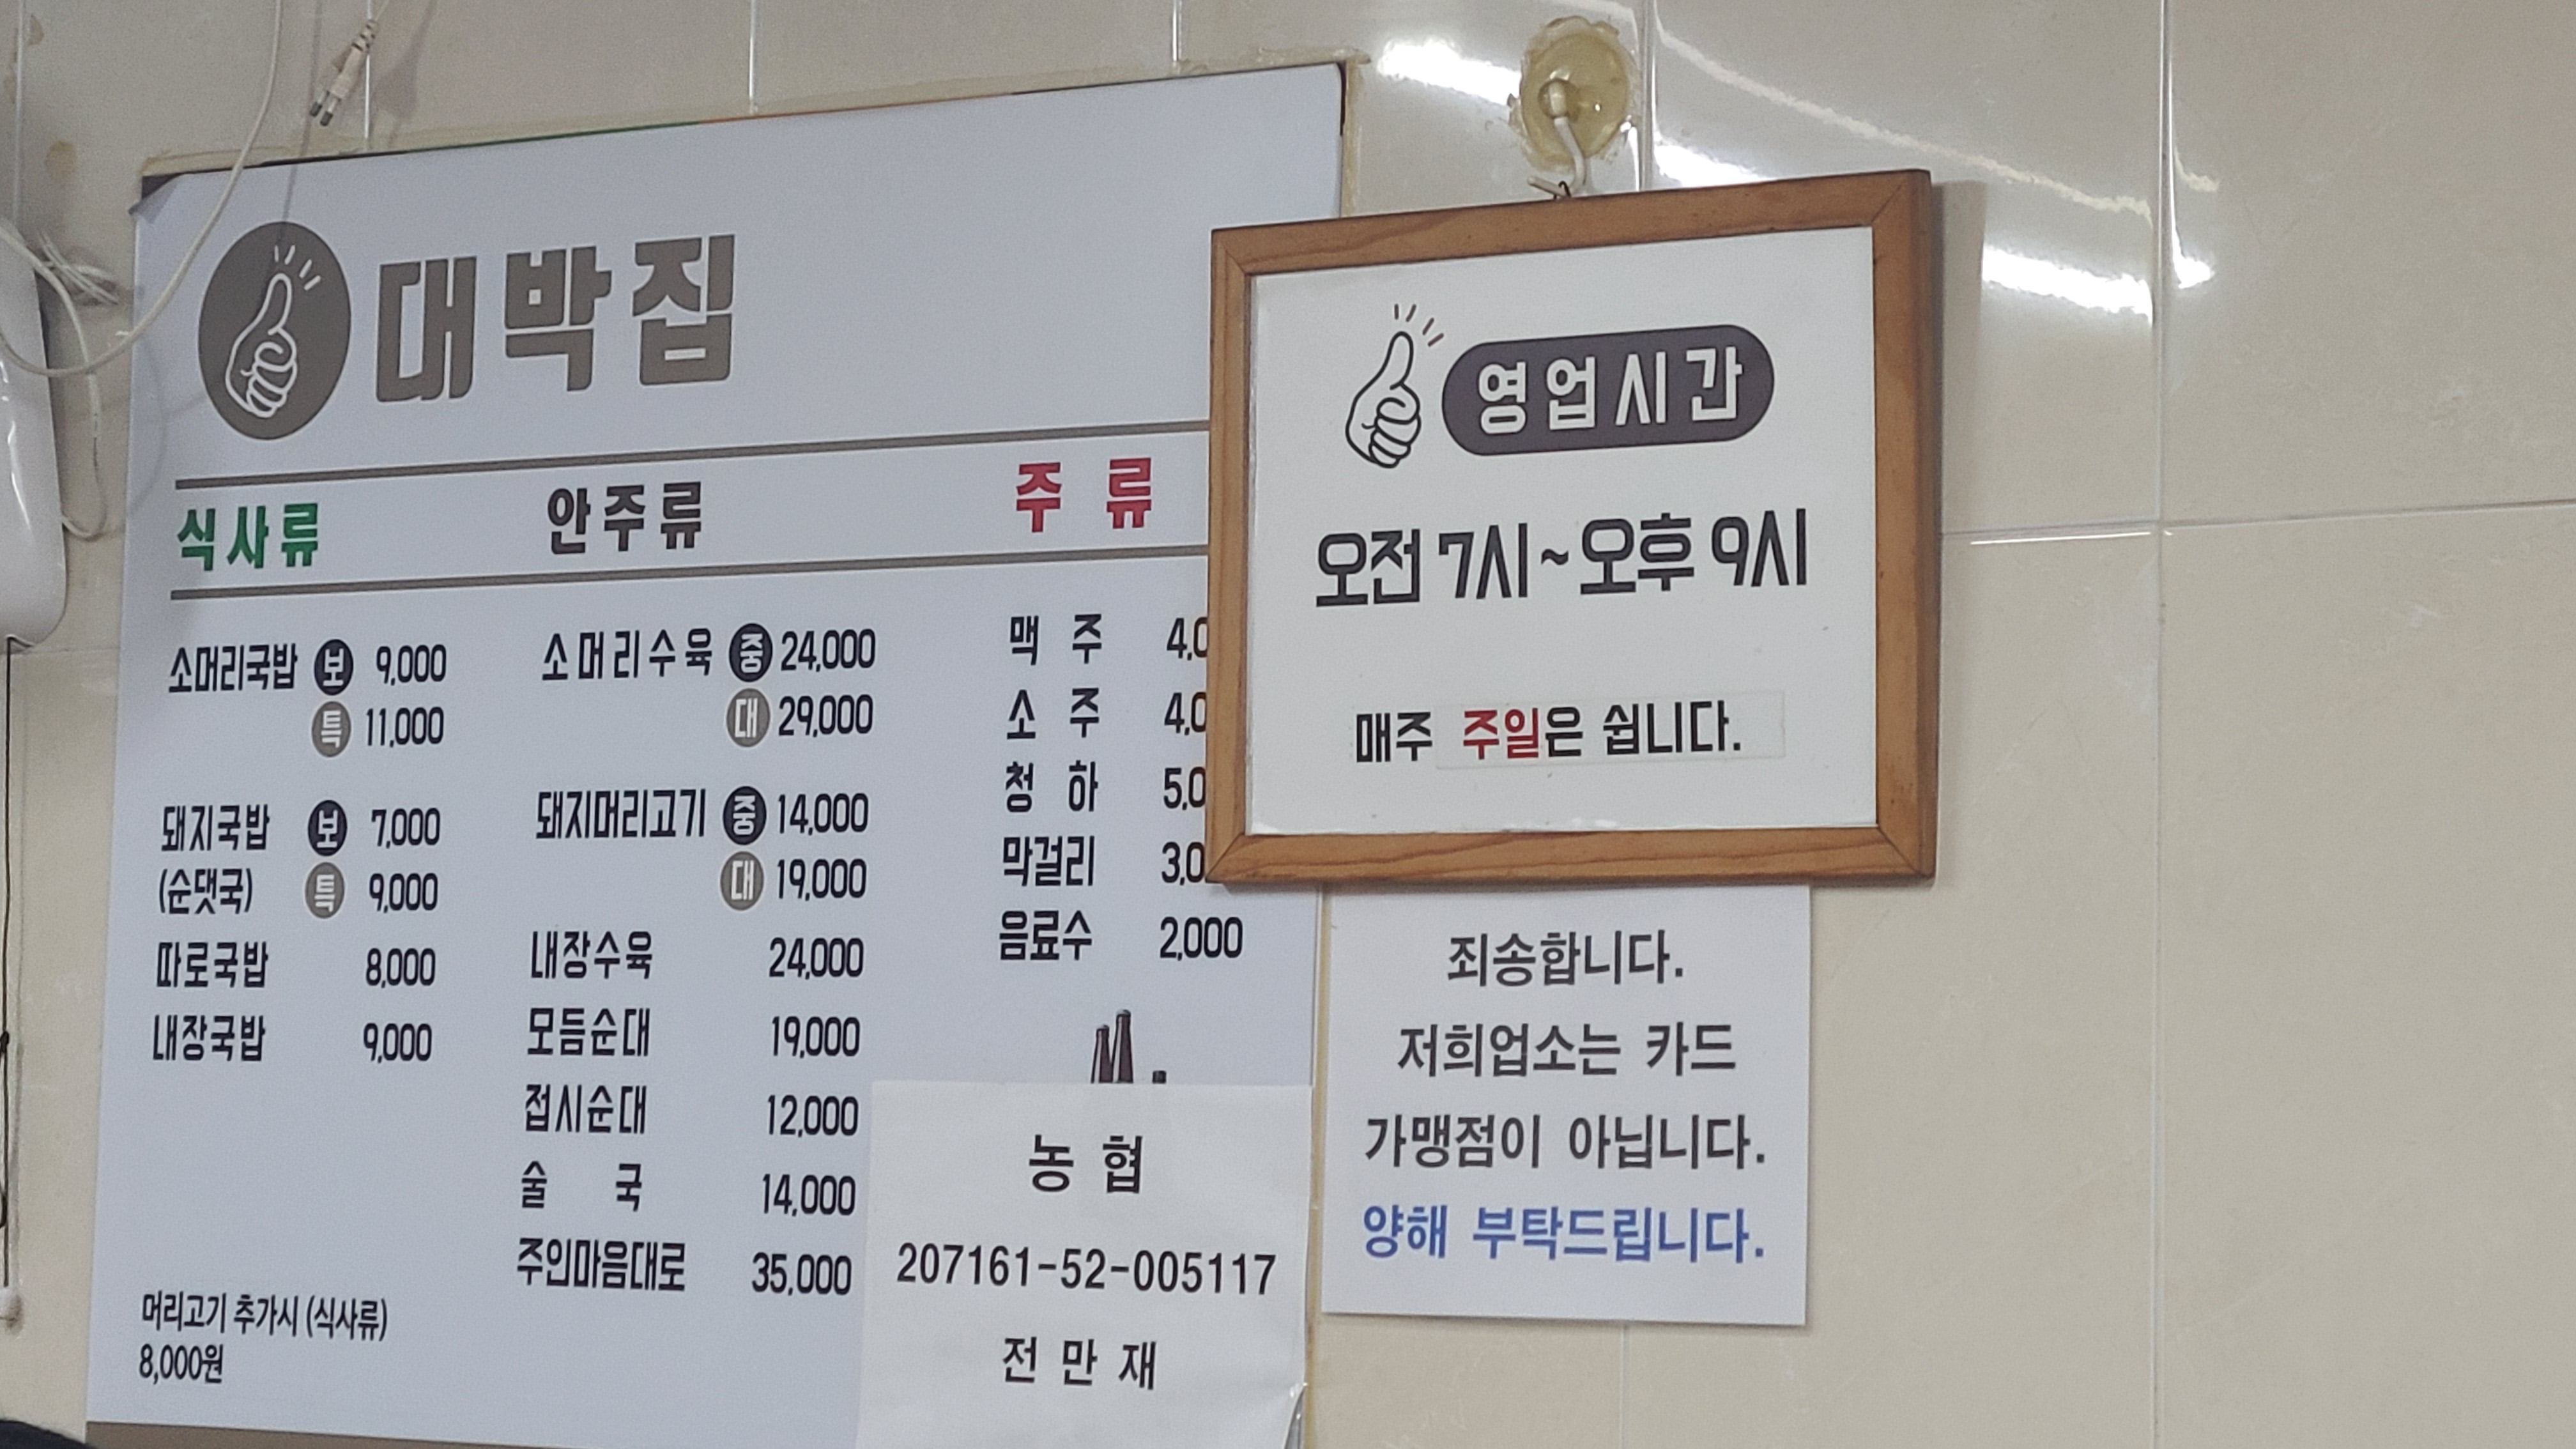 대박집
식사류 안주류 주류
소머리국밥 보 9,000
특 11,000
돼지국밥 보 7,000
(순댓국) 특 9,000
따로국밥 8,000
내장국밥 9,000
머리고기 추가시 (식사류)
8,000원
소머리수육 중 24,000
대 29,000
돼지머리고기 중 14,000
대 19,000
내장수육 24,000
모듬순대 19,000
접시순대 12,000
술국 14,000
주인마음대로 35,000
맥주 4,0
소주 4,0
청하 5,0
막걸리 3,0
음료수 2,000
농협
207161-52-005117
전만재
영업시간
오전 7시~오후 9시
매주 주일은 쉽니다.
죄송합니다.
저희업소는 카드
가맹점이 아닙니다.
양해 부탁드립니다.